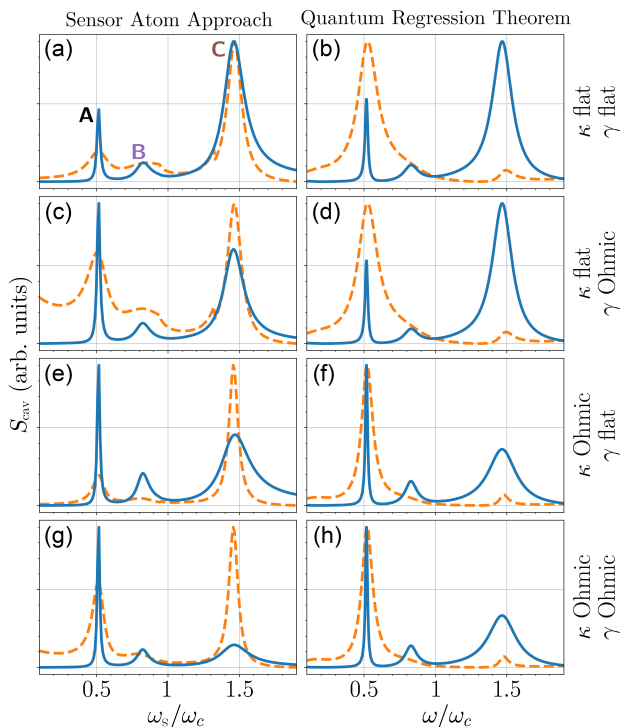 Sensor Atom Approach
Quantum Regression Theorem
(a)
A
B
C
(b)
κ flat
γ flat
(c)
(d)
κ flat
γ Ohmic
S_cav (arb. units)
(e)
(f)
κ Ohmic
γ flat
(g)
(h)
κ Ohmic
γ Ohmic
0.5 1 1.5
0.5 1 1.5
ω_s/ω_c
ω/ω_c